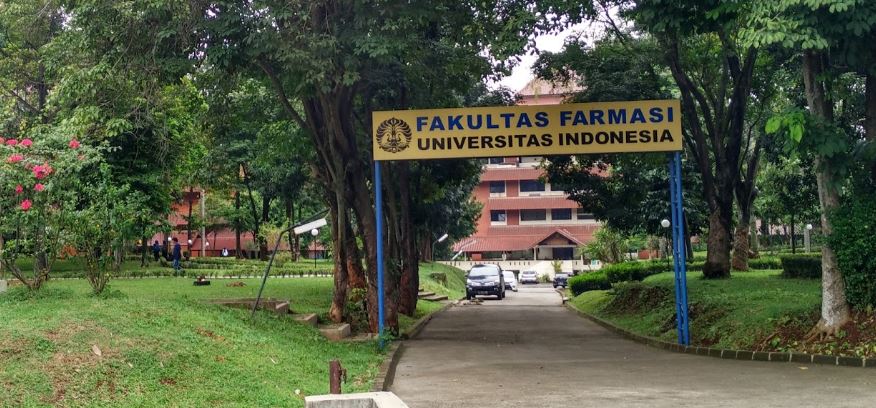 FAKULTAS FARMASI
UNIVERSITAS INDONESIA